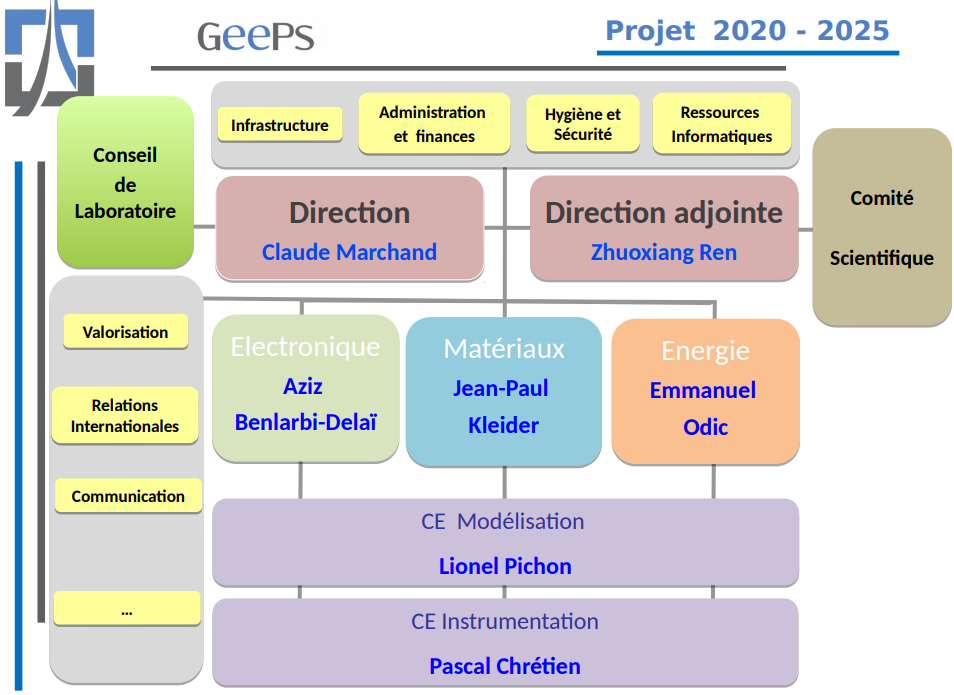 GeePs
Projet 2020 - 2025
Conseil
de
Laboratoire
Infrastructure
Administration
et finances
Hygiène et
Sécurité
Ressources
Informatiques
Comité
Scientifique
Direction
Claude Marchand
Direction adjointe
Zhuoxiang Ren
Valorisation
Relations
Internationales
Communication
...
Electronique
Aziz
Benlarbi-Delaï
Matériaux
Jean-Paul
Kleider
Energie
Emmanuel
Odic
CE Modélisation
Lionel Pichon
CE Instrumentation
Pascal Chrétien